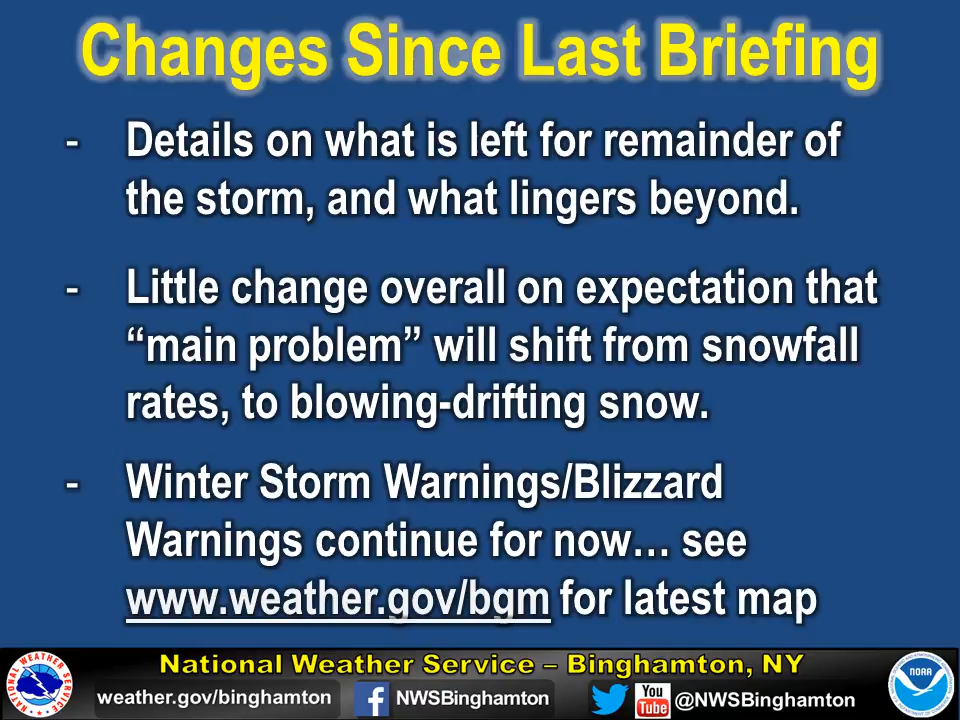 Changes Since Last Briefing
- Details on what is left for remainder of
the storm, and what lingers beyond.
- Little change overall on expectation that
“main problem” will shift from snowfall
rates, to blowing-drifting snow.
- Winter Storm Warnings/Blizzard
Warnings continue for now… see
www.weather.gov/bgm for latest map
National Weather Service – Binghamton, NY
NATIONAL WEATHER SERVICE
weather.gov/binghamton
f NWSBinghamton
You
Tube
@NWSBinghamton
NOAA